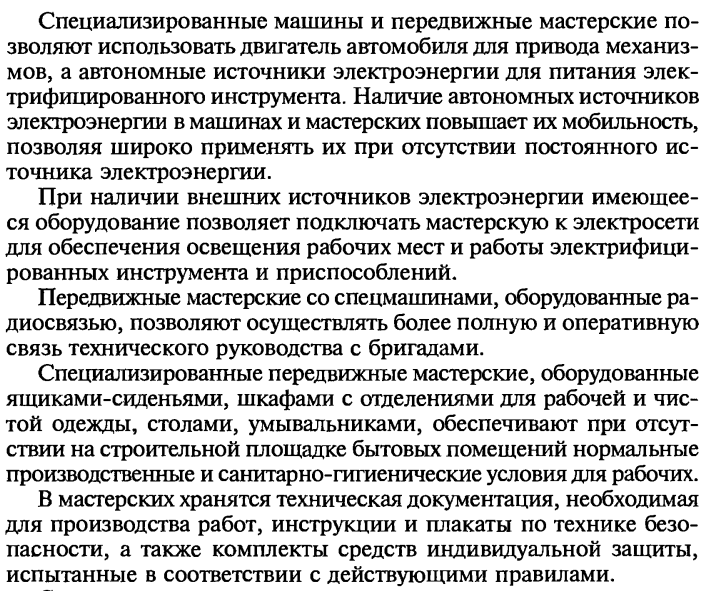 Специализированные машины и передвижные мастерские по-
зволяют использовать двигатель автомобиля для привода механиз-
мов, а автономные источники электроэнергии для питания элек-
трифицированного инструмента. Наличие автономных источников
электроэнергии в машинах и мастерских повышает их мобильность,
позволяя широко применять их при отсутствии постоянного ис-
точника электроэнергии.
При наличии внешних источников электроэнергии имеющее-
ся оборудование позволяет подключать мастерскую к электросети
для обеспечения освещения рабочих мест и работы электрифици-
рованных инструмента и приспособлений.
Передвижные мастерские со спецмашинами, оборудованные ра-
диосвязью, позволяют осуществлять более полную и оперативную
связь технического руководства с бригадами.
Специализированные передвижные мастерские, оборудованные
ящиками-сиденьями, шкафами с отделениями для рабочей и чис-
той одежды, столами, умывальниками, обеспечивают при отсут-
ствии на строительной площадке бытовых помещений нормальные
производственные и санитарно-гигиенические условия для рабочих.
В мастерских хранятся техническая документация, необходимая
для производства работ, инструкции и плакаты по технике безо-
пасности, а также комплекты средств индивидуальной защиты,
испытанные в соответствии с действующими правилами.